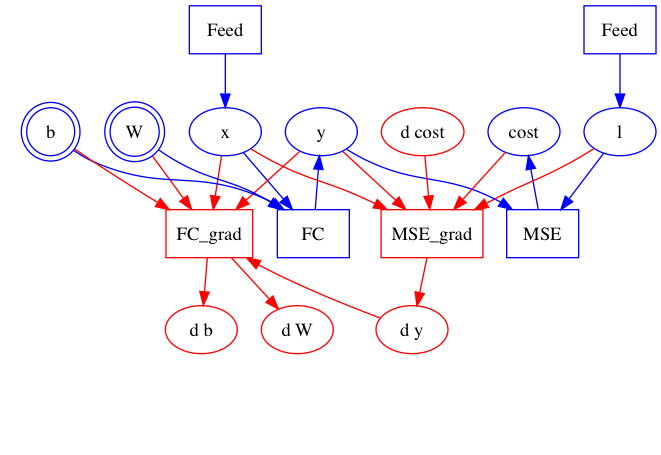 Feed
Feed
b
W
x
y
d cost
cost
l
FC_grad
FC
MSE_grad
MSE
d b
d W
d y